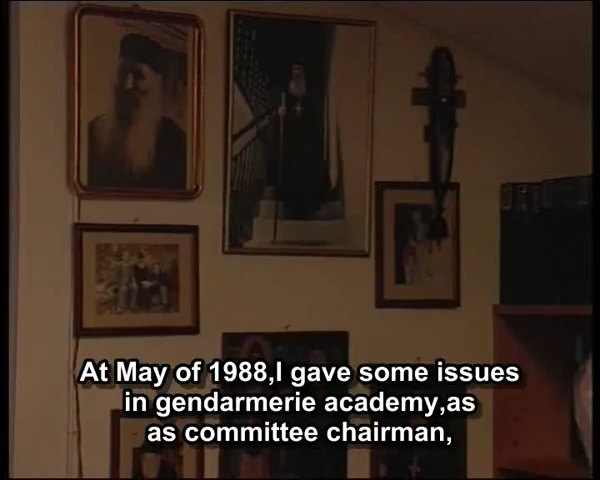 At May of 1988,I gave some issues
in gendarmerie academy,as
as committee chairman,